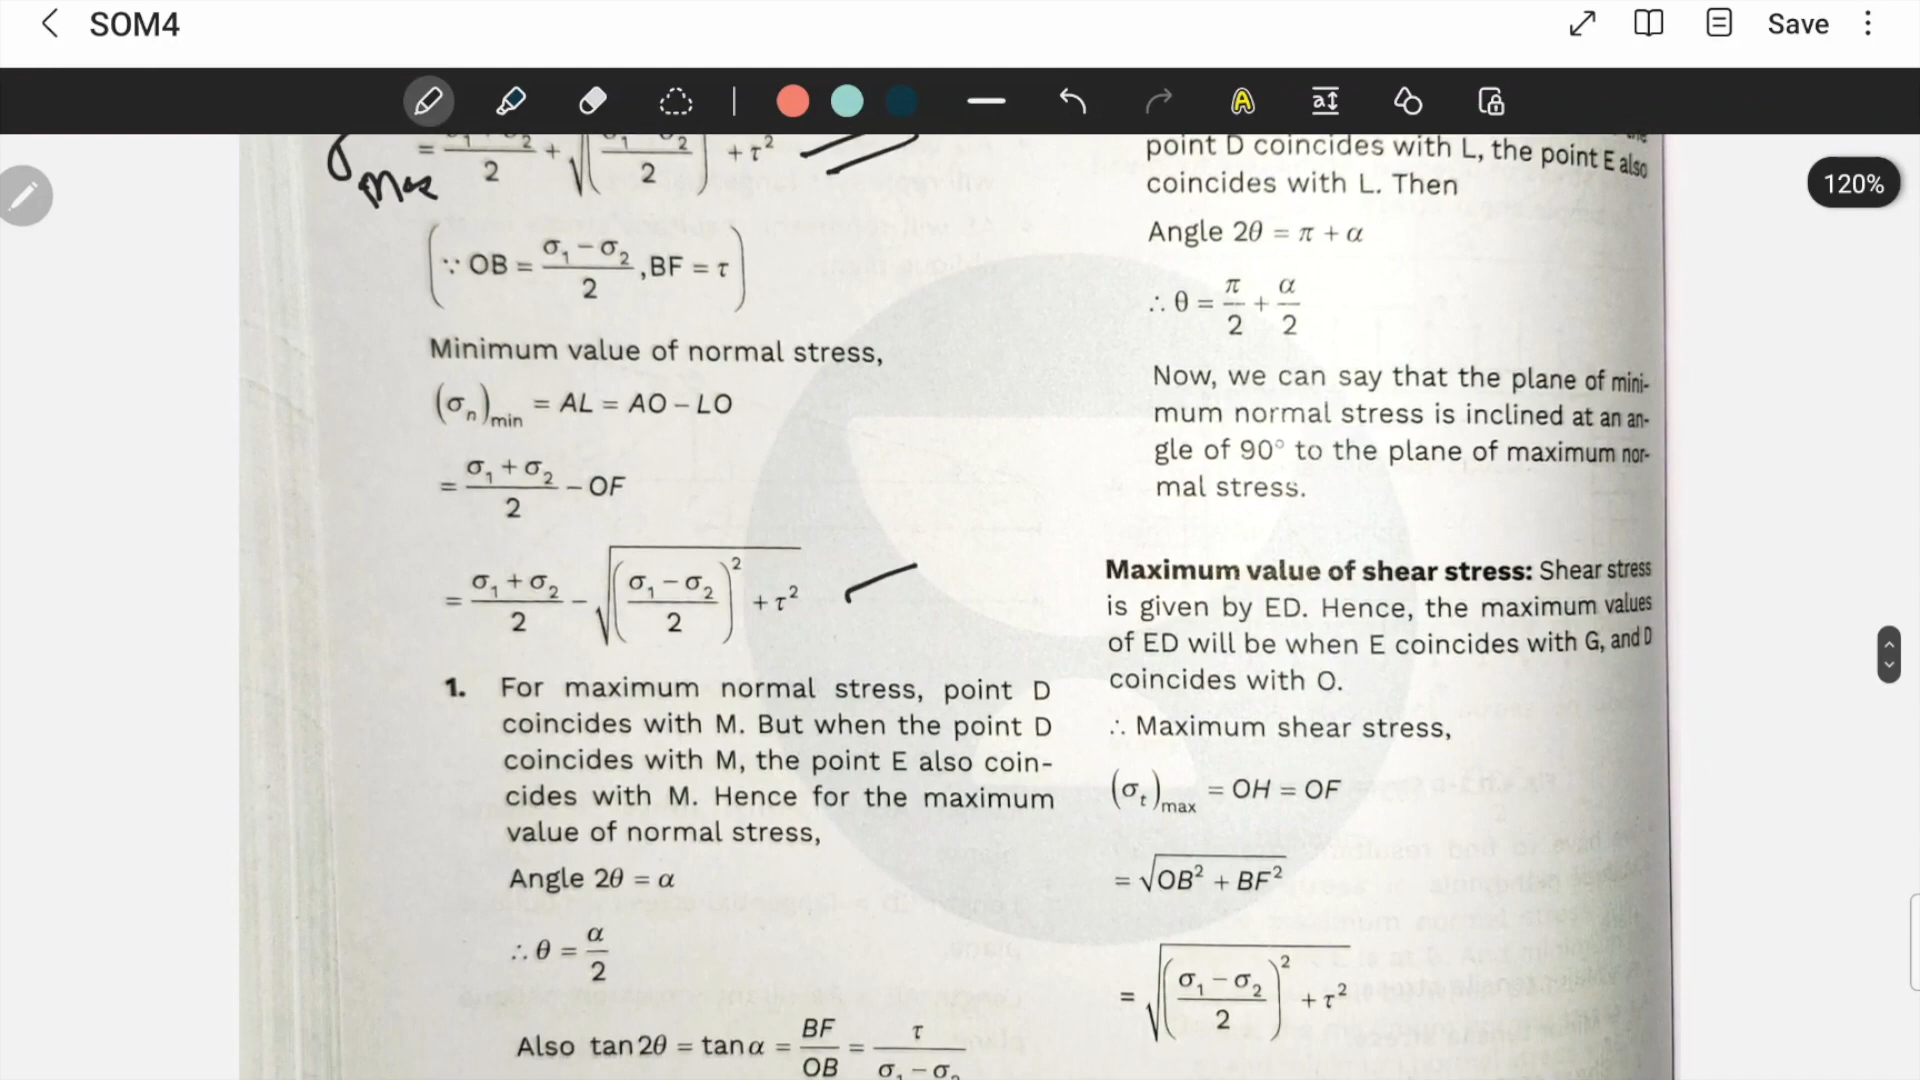 SOM4
Save
120%
σmax = (σ₁ + σ₂)/2 + √((σ₁ − σ₂)/2) + τ²
(∵ OB = (σ₁ − σ₂)/2 , BF = τ)
Minimum value of normal stress,
(σₙ)min = AL = AO − LO
= (σ₁ + σ₂)/2 − OF
= (σ₁ + σ₂)/2 − √(((σ₁ − σ₂)/2)² + τ²)
1. For maximum normal stress, point D
coincides with M. But when the point D
coincides with M, the point E also coin-
cides with M. Hence for the maximum
value of normal stress,
Angle 2θ = α
∴ θ = α/2
Also tan2θ = tanα = BF/OB = τ/(σ₁ − σ₂)
point D coincides with L, the point E also
coincides with L. Then
Angle 2θ = π + α
∴ θ = π/2 + α/2
Now, we can say that the plane of mini-
mum normal stress is inclined at an an-
gle of 90° to the plane of maximum nor-
mal stress.
Maximum value of shear stress: Shear stress
is given by ED. Hence, the maximum values
of ED will be when E coincides with G, and D
coincides with O.
∴ Maximum shear stress,
(σₜ)max = OH = OF
= √(OB² + BF²)
= √(((σ₁ − σ₂)/2)² + τ²)